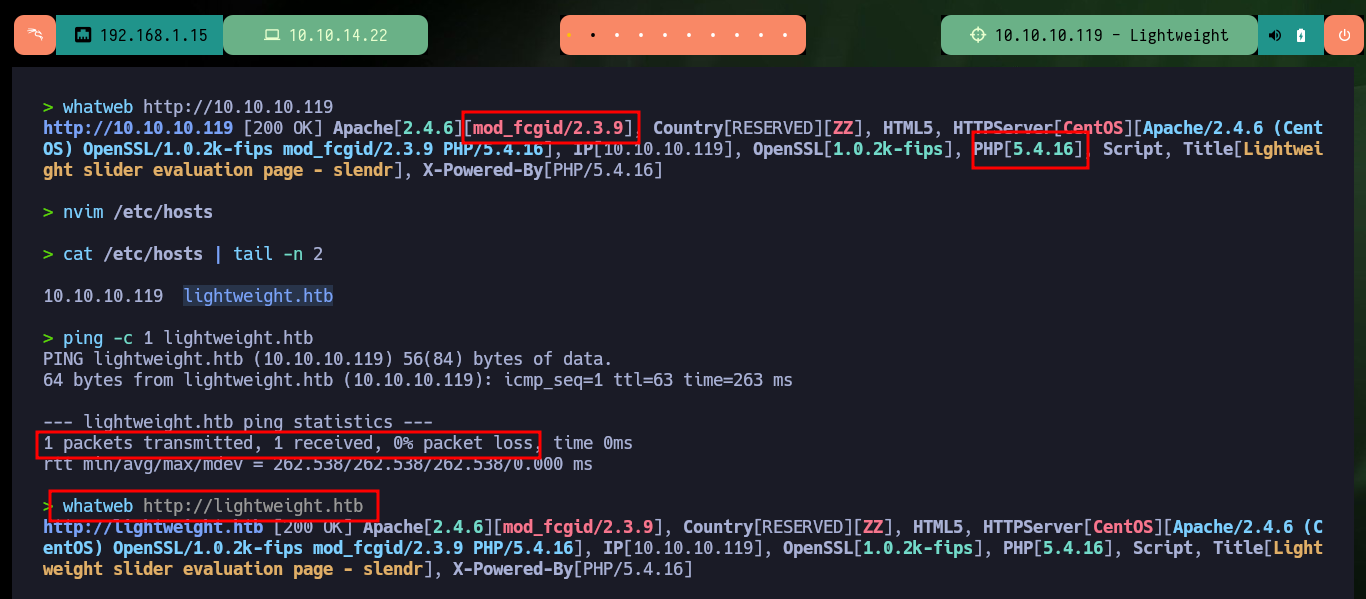 192.168.1.15
10.10.14.22
10.10.10.119 - Lightweight
> whatweb http://10.10.10.119
http://10.10.10.119 [200 OK] Apache[2.4.6][mod_fcgid/2.3.9], Country[RESERVED][ZZ], HTML5, HTTPServer[CentOS][Apache/2.4.6 (Cent
OS) OpenSSL/1.0.2k-fips mod_fcgid/2.3.9 PHP/5.4.16], IP[10.10.10.119], OpenSSL[1.0.2k-fips], PHP[5.4.16], Script, Title[Lightwei
ght slider evaluation page - slendr], X-Powered-By[PHP/5.4.16]
> nvim /etc/hosts
> cat /etc/hosts | tail -n 2
10.10.10.119 lightweight.htb
> ping -c 1 lightweight.htb
PING lightweight.htb (10.10.10.119) 56(84) bytes of data.
64 bytes from lightweight.htb (10.10.10.119): icmp_seq=1 ttl=63 time=263 ms
--- lightweight.htb ping statistics ---
1 packets transmitted, 1 received, 0% packet loss, time 0ms
rtt min/avg/max/mdev = 262.538/262.538/262.538/0.000 ms
> whatweb http://lightweight.htb
http://lightweight.htb [200 OK] Apache[2.4.6][mod_fcgid/2.3.9], Country[RESERVED][ZZ], HTML5, HTTPServer[CentOS][Apache/2.4.6 (C
entOS) OpenSSL/1.0.2k-fips mod_fcgid/2.3.9 PHP/5.4.16], IP[10.10.10.119], OpenSSL[1.0.2k-fips], PHP[5.4.16], Script, Title[Light
weight slider evaluation page - slendr], X-Powered-By[PHP/5.4.16]